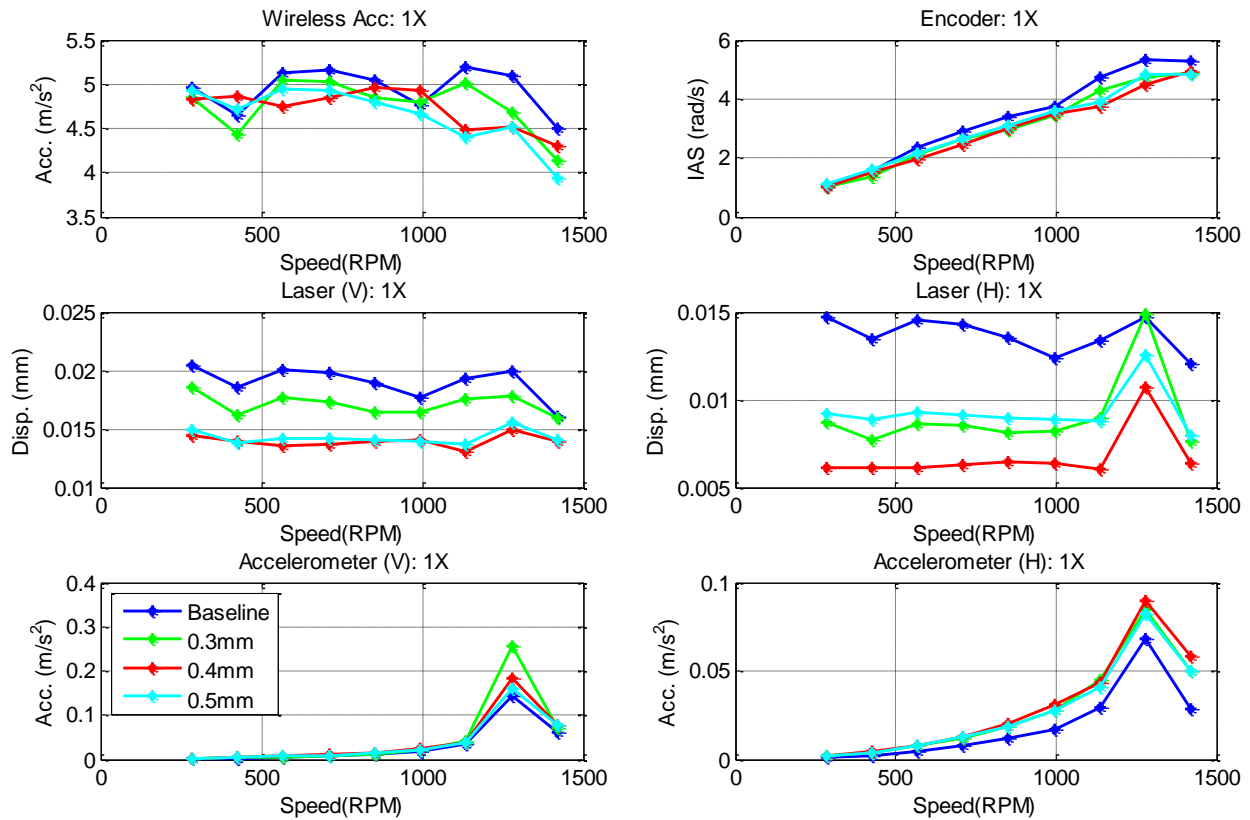 Wireless Acc: 1X
5.5
5
4.5
4
3.5
Acc. (m/s²)
0
500
1000
1500
Speed(RPM)
Encoder: 1X
6
4
2
0
IAS (rad/s)
0
500
1000
1500
Speed(RPM)
Laser (V): 1X
0.025
0.02
0.015
0.01
Disp. (mm)
0
500
1000
1500
Speed(RPM)
Laser (H): 1X
0.015
0.01
0.005
Disp. (mm)
0
500
1000
1500
Speed(RPM)
Accelerometer (V): 1X
0.4
0.3
0.2
0.1
0
Acc. (m/s²)
Baseline
0.3mm
0.4mm
0.5mm
0
500
1000
1500
Speed(RPM)
Accelerometer (H): 1X
0.1
0.05
0
Acc. (m/s²)
0
500
1000
1500
Speed(RPM)